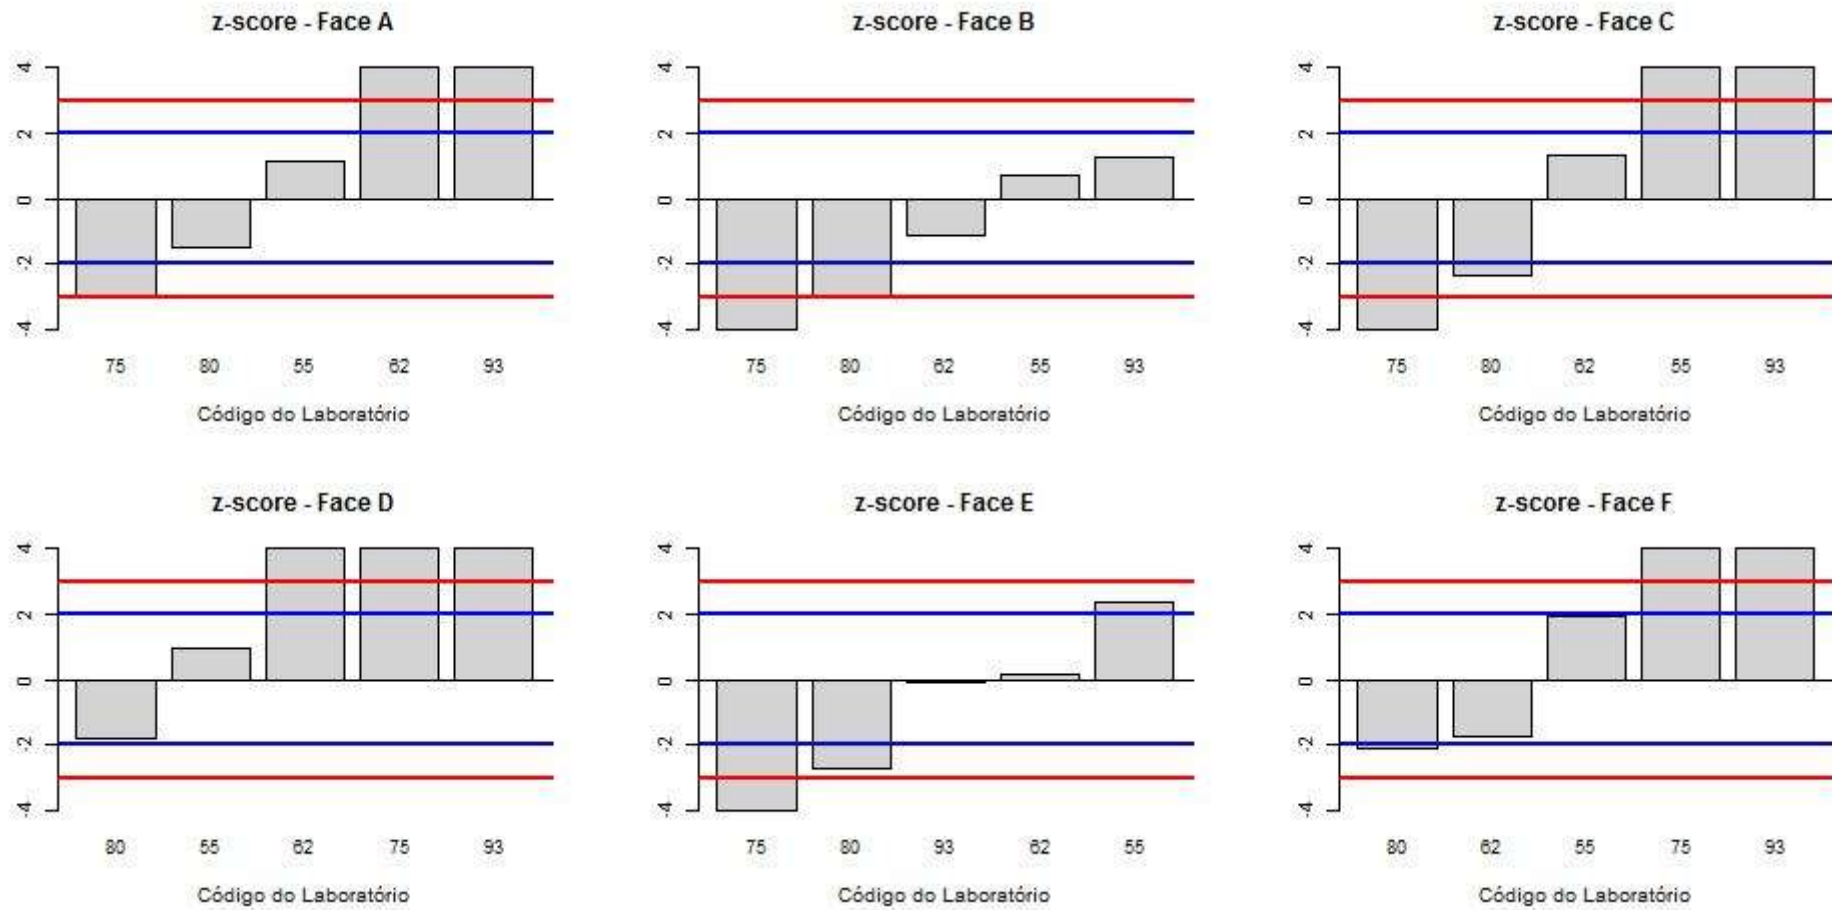 z-score - Face A
4
2
0
-2
-4
75 80 55 62 93
Código do Laboratório
z-score - Face B
4
2
0
-2
-4
75 80 62 55 93
Código do Laboratório
z-score - Face C
4
2
0
-2
-4
75 80 62 55 93
Código do Laboratório
z-score - Face D
4
2
0
-2
-4
80 55 62 75 93
Código do Laboratório
z-score - Face E
4
2
0
-2
-4
75 80 93 62 55
Código do Laboratório
z-score - Face F
4
2
0
-2
-4
80 62 55 75 93
Código do Laboratório